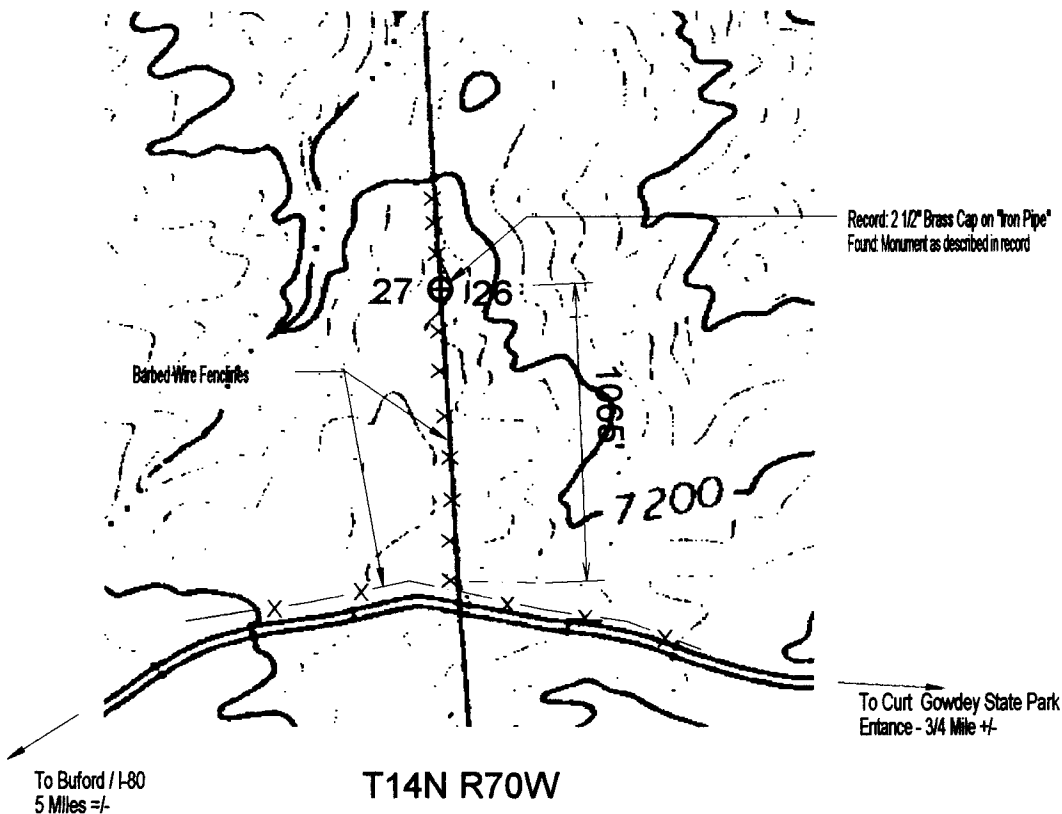 Record: 2 1/2" Brass Cap on "Iron Pipe"
Found: Monument as described in record
27
26
Barbed Wire Fenclines
1065'
7200
To Curt Gowdey State Park
Entance - 3/4 Mile +/-
To Buford / I-80
5 Miles =/-
T14N R70W